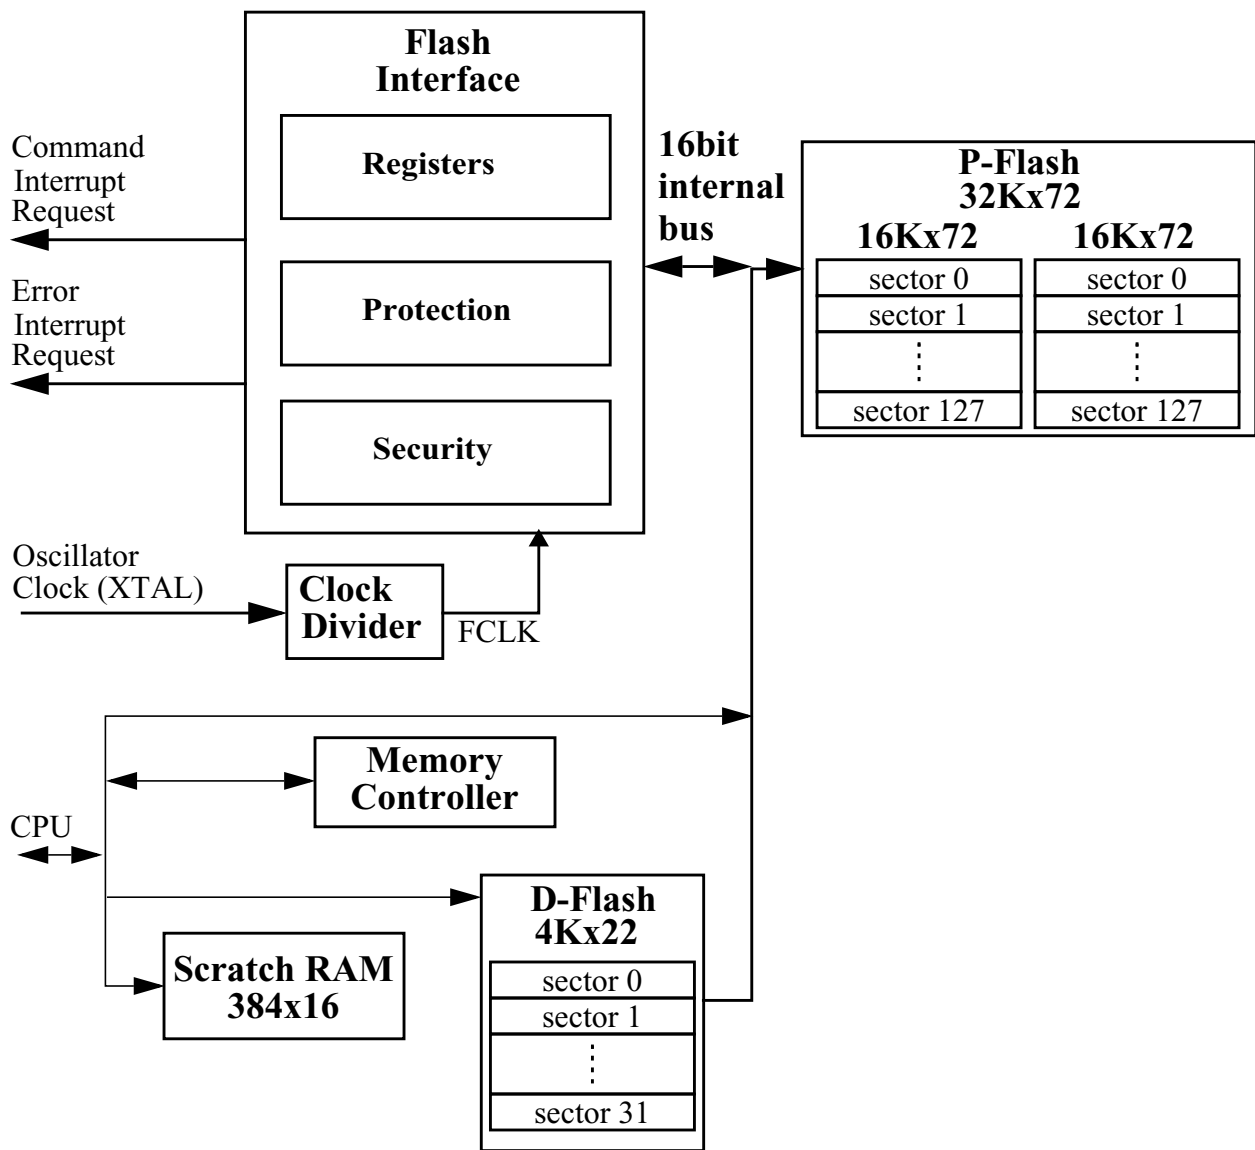 Flash
Interface
Registers
Protection
Security
Command
Interrupt
Request
Error
Interrupt
Request
16bit
internal
bus
P-Flash
32Kx72
16Kx72
sector 0
sector 1
sector 127
16Kx72
sector 0
sector 1
sector 127
Oscillator
Clock (XTAL)
Clock
Divider
FCLK
Memory
Controller
CPU
D-Flash
4Kx22
sector 0
sector 1
sector 31
Scratch RAM
384x16